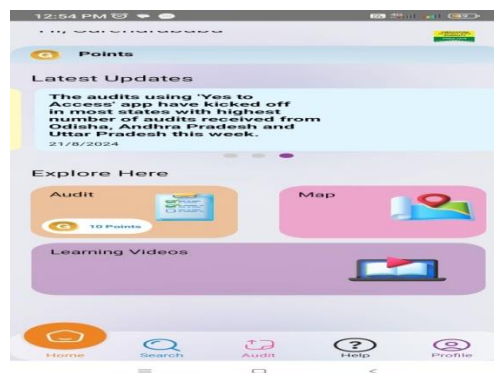 12:54 PM
Points
Latest Updates
The audits using 'Yes to
Access' app have kicked off
in most states with highest
number of audits received from
Odisha, Andhra Pradesh and
Uttar Pradesh this week.
21/8/2024
Explore Here
Audit
Map
G 10 Points
Learning Videos
Home
Search
Audit
Help
Profile